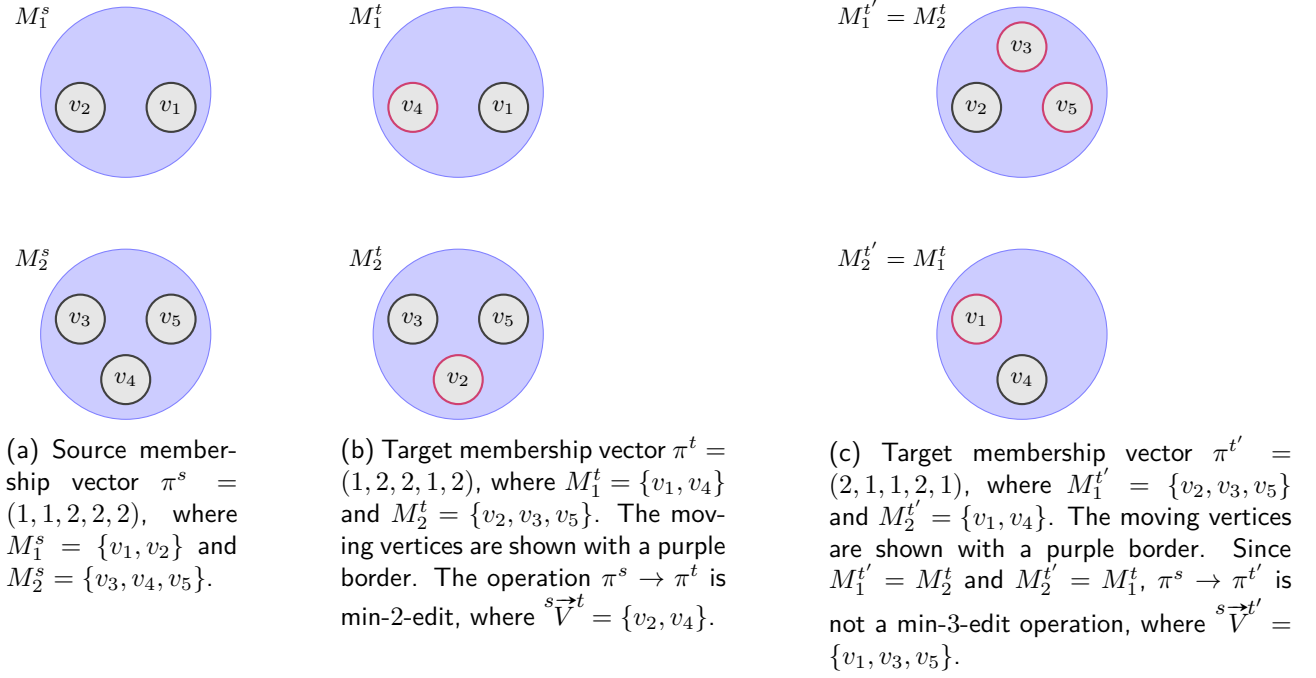 M_1^s
v_2 v_1
M_2^s
v_3 v_5
v_4
(a) Source member-
ship vector π^s =
(1, 1, 2, 2, 2), where
M_1^s = {v_1, v_2} and
M_2^s = {v_3, v_4, v_5}.
M_1^t
v_4 v_1
M_2^t
v_3 v_5
v_2
(b) Target membership vector π^t =
(1, 2, 2, 1, 2), where M_1^t = {v_1, v_4}
and M_2^t = {v_2, v_3, v_5}. The mov-
ing vertices are shown with a purple
border. The operation π^s → π^t is
min-2-edit, where ^s\overrightarrow{V}^t = {v_2, v_4}.
M_1^{t'} = M_2^t
v_3
v_2 v_5
M_2^{t'} = M_1^t
v_1
v_4
(c) Target membership vector π^{t'} =
(2, 1, 1, 2, 1), where M_1^{t'} = {v_2, v_3, v_5}
and M_2^{t'} = {v_1, v_4}. The moving vertices
are shown with a purple border. Since
M_1^{t'} = M_2^t and M_2^{t'} = M_1^t, π^s → π^{t'} is
not a min-3-edit operation, where ^s\overrightarrow{V}^{t'} =
{v_1, v_3, v_5}.